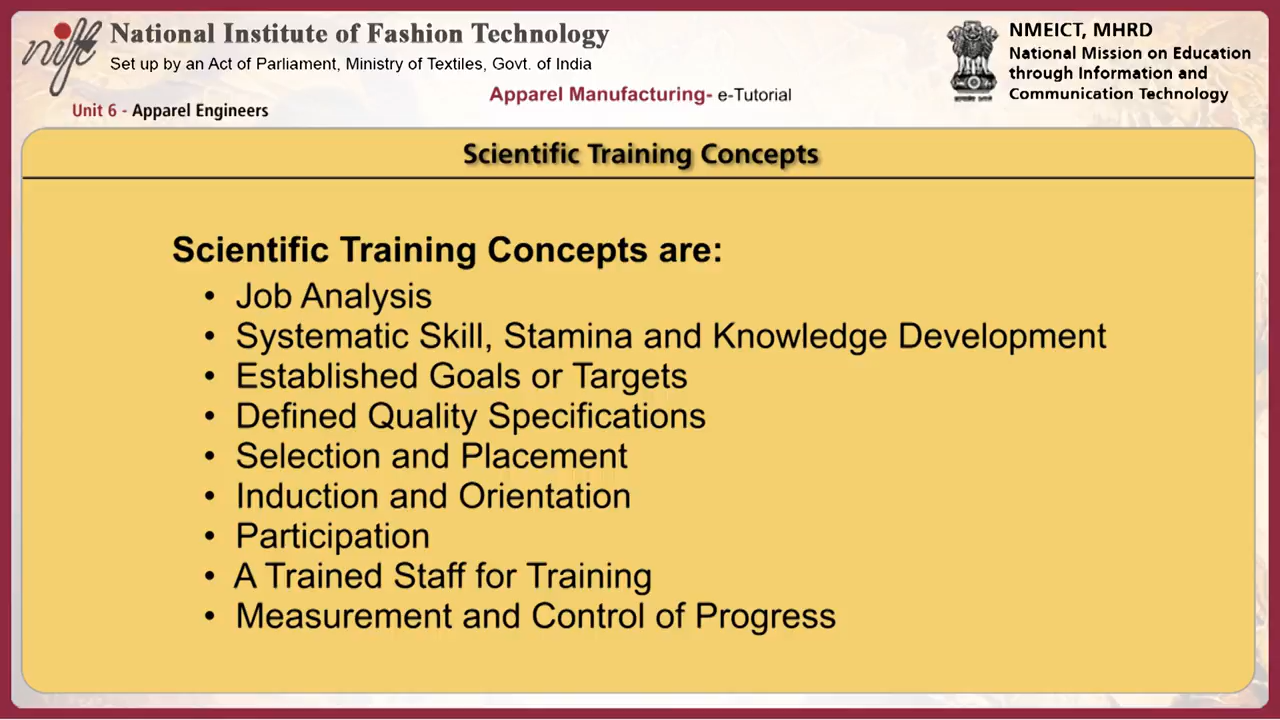 nift
National Institute of Fashion Technology
Set up by an Act of Parliament, Ministry of Textiles, Govt. of India
NMEICT, MHRD
National Mission on Education
through Information and
Communication Technology
Apparel Manufacturing- e-Tutorial
Unit 6 - Apparel Engineers
Scientific Training Concepts
Scientific Training Concepts are:
• Job Analysis
• Systematic Skill, Stamina and Knowledge Development
• Established Goals or Targets
• Defined Quality Specifications
• Selection and Placement
• Induction and Orientation
• Participation
• A Trained Staff for Training
• Measurement and Control of Progress